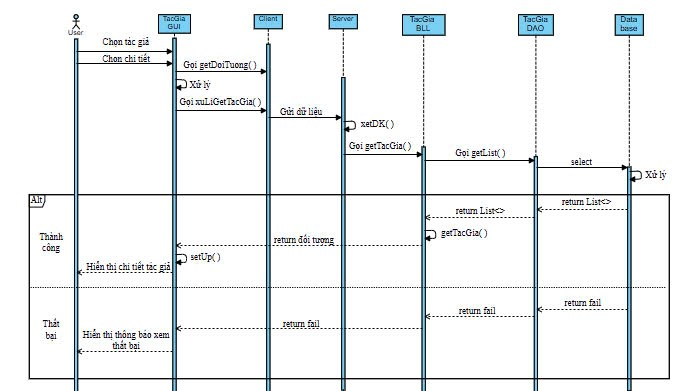 User
TacGia
GUI
Client
Server
TacGia
BLL
TacGia
DAO
Data
base
Chọn tác giả
Chọn chi tiết
Gọi getDoiTuong( )
Xử lý
Gọi xuLiGetTacGia( )
Gửi dữ liệu
xetDK( )
Gọi getTacGia( )
Gọi getList( )
select
Xử lý
Alt
return List<>
return List<>
Thành
công
getTacGia( )
return đối tượng
setUp( )
Hiển thị chi tiết tác giả
return fail
return fail
Thất
bại
return fail
Hiển thị thông báo xem
thất bại